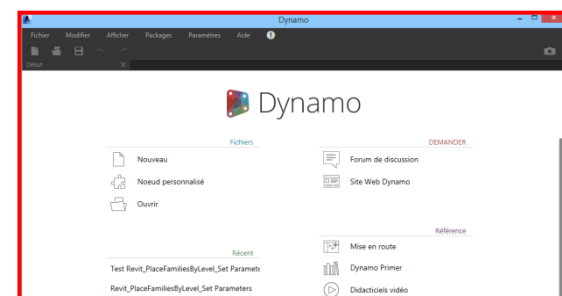 Dynamo
Fichier Modifier Afficher Packages Paramètres Aide
Début
Dynamo
Fichiers
Nouveau
Noeud personnalisé
Ouvrir
Récent
Test Revit_PlaceFamiliesByLevel_Set Paramete
Revit_PlaceFamiliesByLevel_Set Parameters
DEMANDER
Forum de discussion
Site Web Dynamo
Référence
Mise en route
Dynamo Primer
Didacticiels vidéo